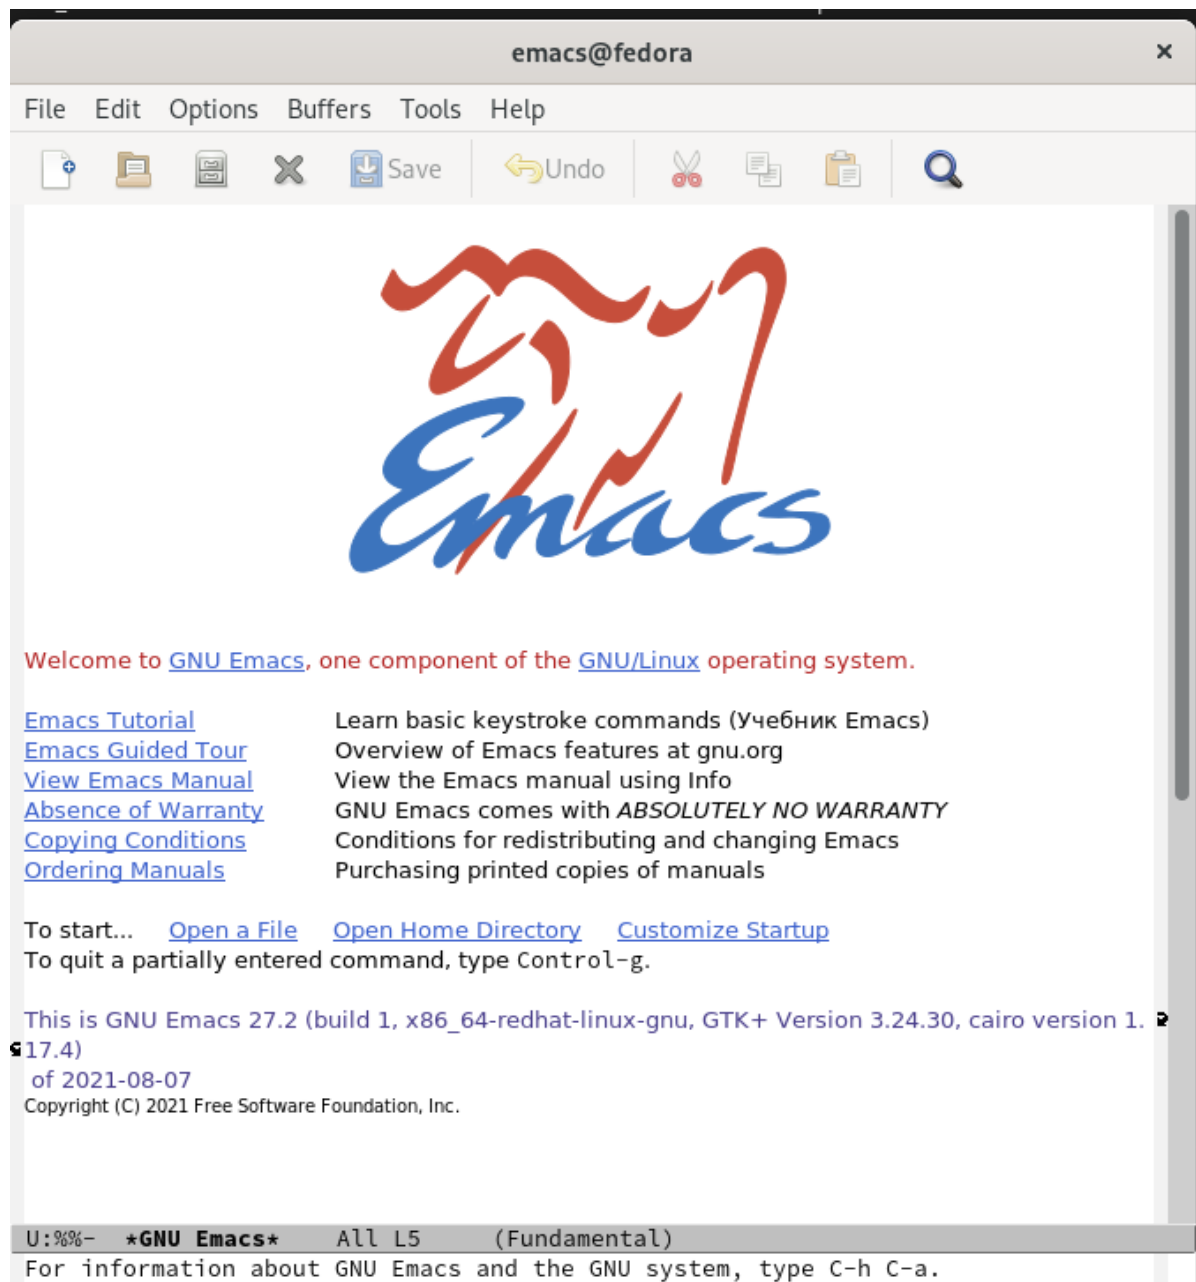 emacs@fedora
File Edit Options Buffers Tools Help
Save Undo
Emacs
Welcome to GNU Emacs, one component of the GNU/Linux operating system.
Emacs Tutorial Learn basic keystroke commands (Учебник Emacs)
Emacs Guided Tour Overview of Emacs features at gnu.org
View Emacs Manual View the Emacs manual using Info
Absence of Warranty GNU Emacs comes with ABSOLUTELY NO WARRANTY
Copying Conditions Conditions for redistributing and changing Emacs
Ordering Manuals Purchasing printed copies of manuals
To start... Open a File Open Home Directory Customize Startup
To quit a partially entered command, type Control-g.
This is GNU Emacs 27.2 (build 1, x86_64-redhat-linux-gnu, GTK+ Version 3.24.30, cairo version 1.
17.4)
of 2021-08-07
Copyright (C) 2021 Free Software Foundation, Inc.
U:%%- *GNU Emacs* All L5 (Fundamental)
For information about GNU Emacs and the GNU system, type C-h C-a.